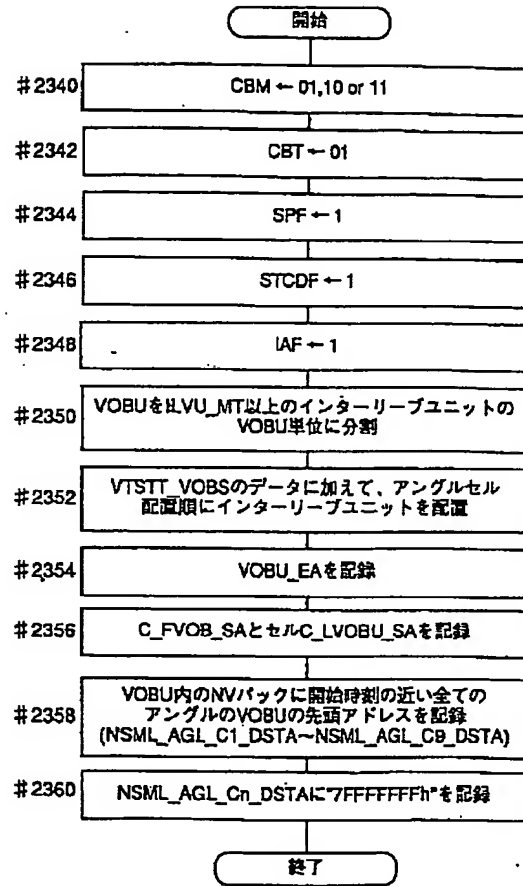 開始
#2340 CBM ← 01,10 or 11
#2342 CBT ← 01
#2344 SPF ← 1
#2346 STCDF ← 1
#2348 IAF ← 1
#2350 VOBUをILVU_MT以上のインターリーブユニットの
VOBU単位に分割
#2352 VTSTT_VOBSのデータに加えて、アングルセル
配置順にインターリーブユニットを配置
#2354 VOBU_EAを記録
#2356 C_FVOB_SAとセルC_LVOBU_SAを記録
#2358 VOBU内のNVパックに開始時刻の近い全ての
アングルのVOBUの先頭アドレスを記録
(NSML_AGL_C1_DSTA～NSML_AGL_C9_DSTA)
#2360 NSML_AGL_Cn_DSTAに"7FFFFFFFh"を記録
終了